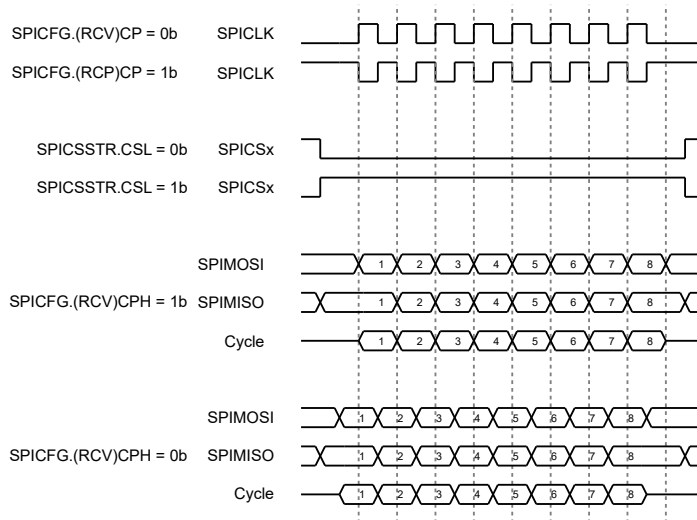 SPICFG.(RCV)CP = 0b SPICLK
SPICFG.(RCP)CP = 1b SPICLK
SPICSSTR.CSL = 0b SPICSx
SPICSSTR.CSL = 1b SPICSx
SPIMOSI 1 2 3 4 5 6 7 8
SPICFG.(RCV)CPH = 1b SPIMISO 1 2 3 4 5 6 7 8
Cycle 1 2 3 4 5 6 7 8
SPIMOSI 1 2 3 4 5 6 7 8
SPICFG.(RCV)CPH = 0b SPIMISO 1 2 3 4 5 6 7 8
Cycle 1 2 3 4 5 6 7 8